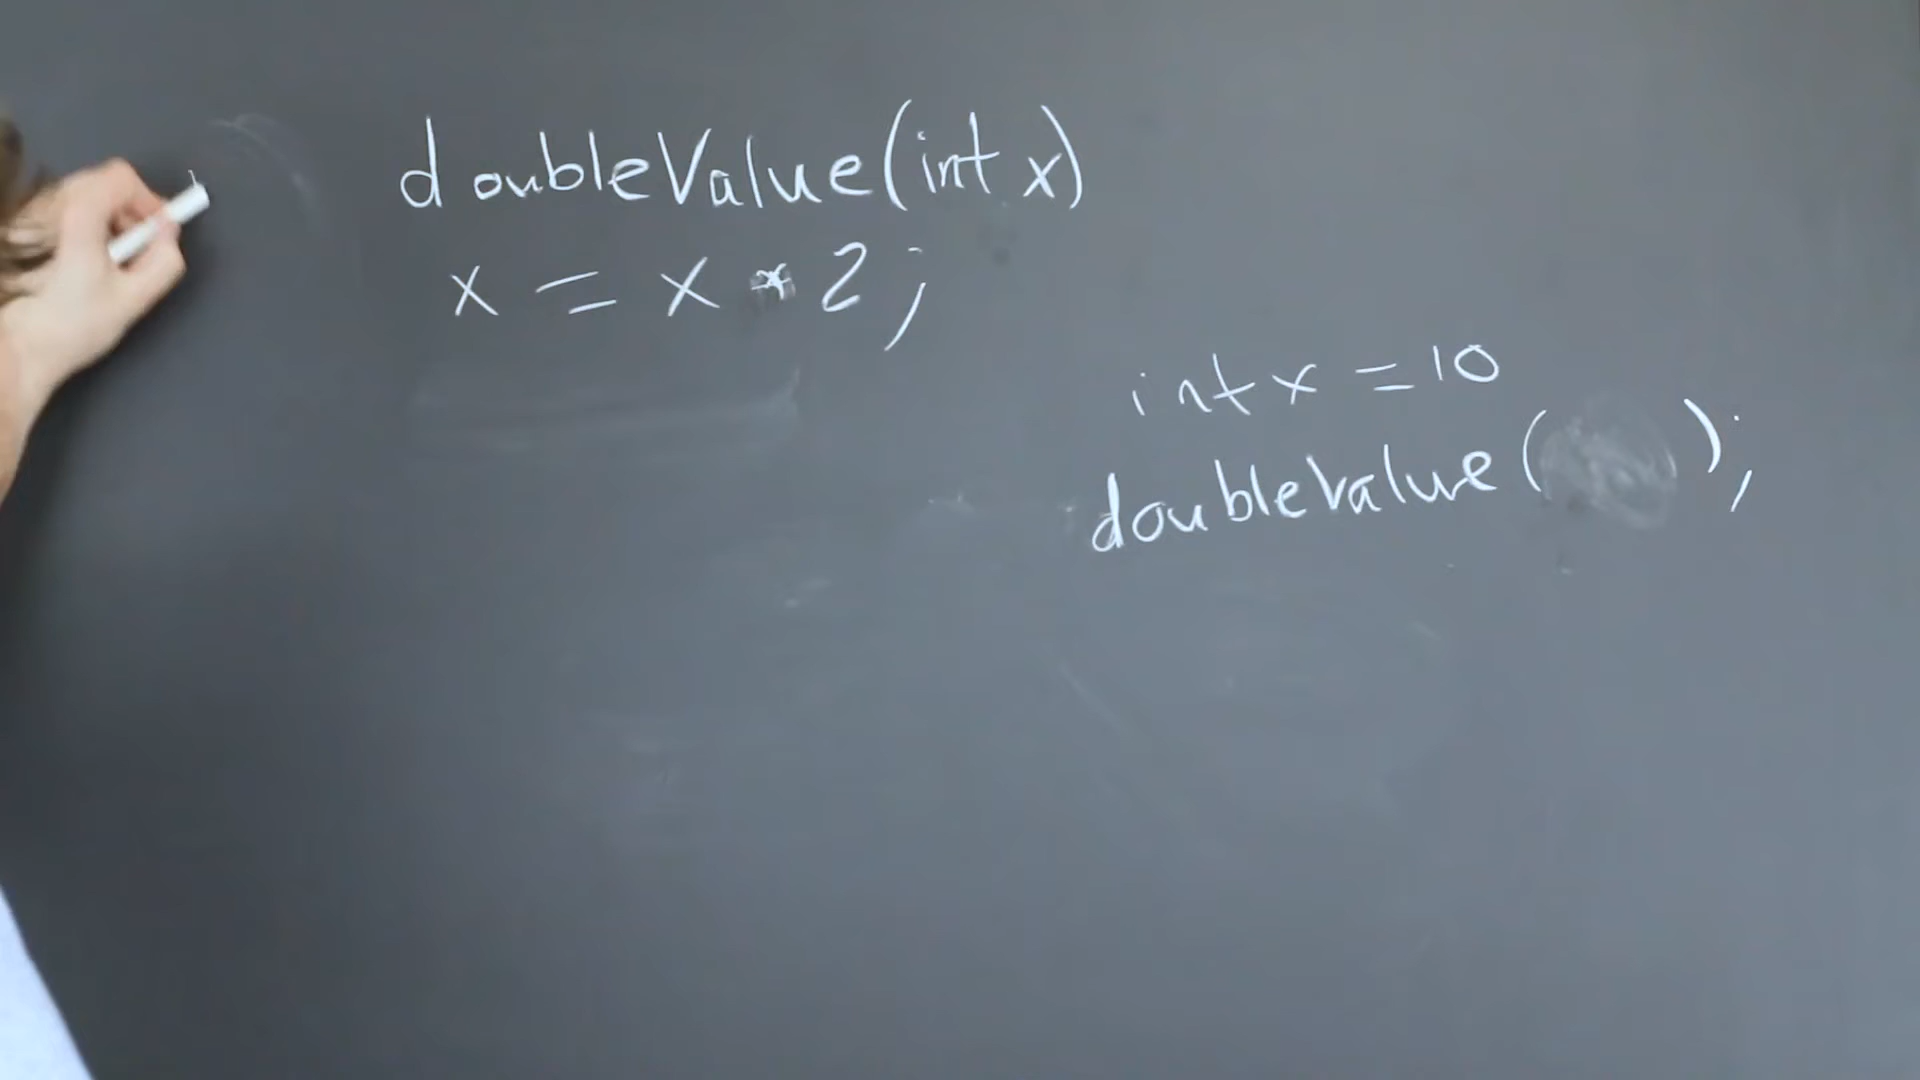 doubleValue(int x)
x = x * 2;
int x = 10
doubleValue( );